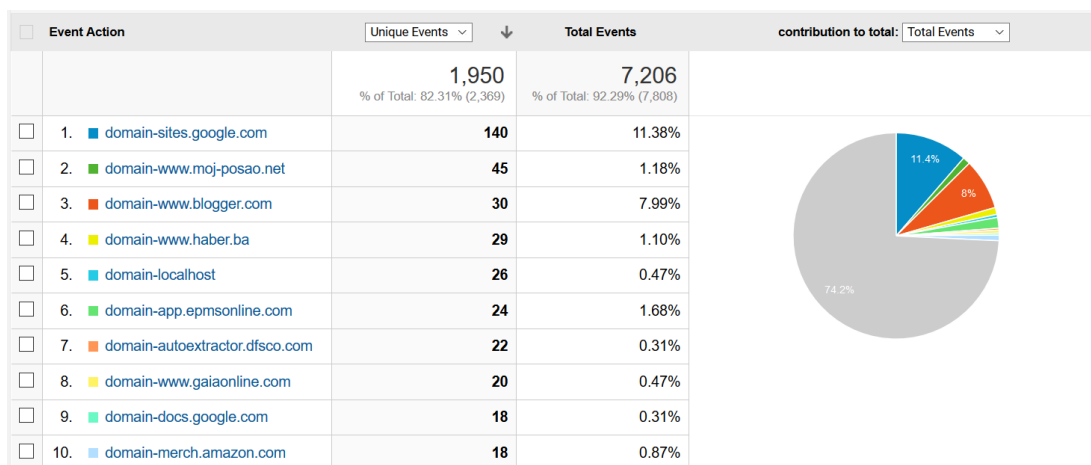 Event Action Unique Events Total Events contribution to total: Total Events
1,950 7,206
% of Total: 82.31% (2,369) % of Total: 92.29% (7,808)
1. domain-sites.google.com 140 11.38%
2. domain-www.moj-posao.net 45 1.18%
3. domain-www.blogger.com 30 7.99%
4. domain-www.haber.ba 29 1.10%
5. domain-localhost 26 0.47%
6. domain-app.epmsonline.com 24 1.68%
7. domain-autoextractor.dfsco.com 22 0.31%
8. domain-www.gaiaonline.com 20 0.47%
9. domain-docs.google.com 18 0.31%
10. domain-merch.amazon.com 18 0.87%
11.4%
8%
74.2%